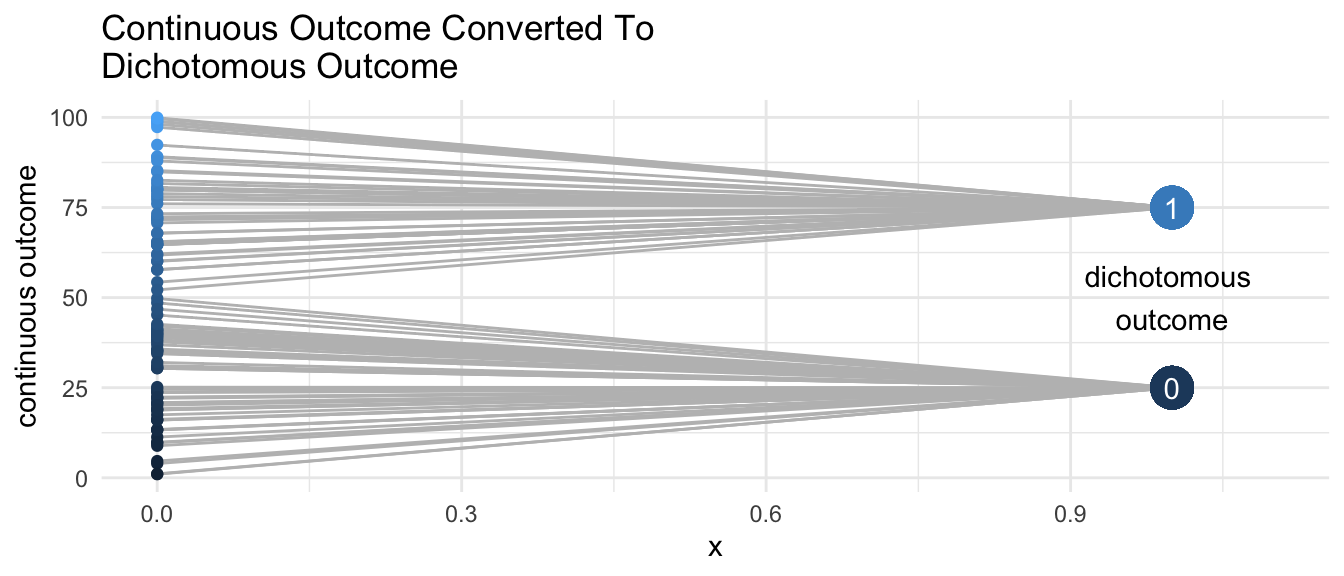 Continuous Outcome Converted To
Dichotomous Outcome
continuous outcome
100
75
50
25
0
1
dichotomous
outcome
0
0.0 0.3 0.6 0.9
x